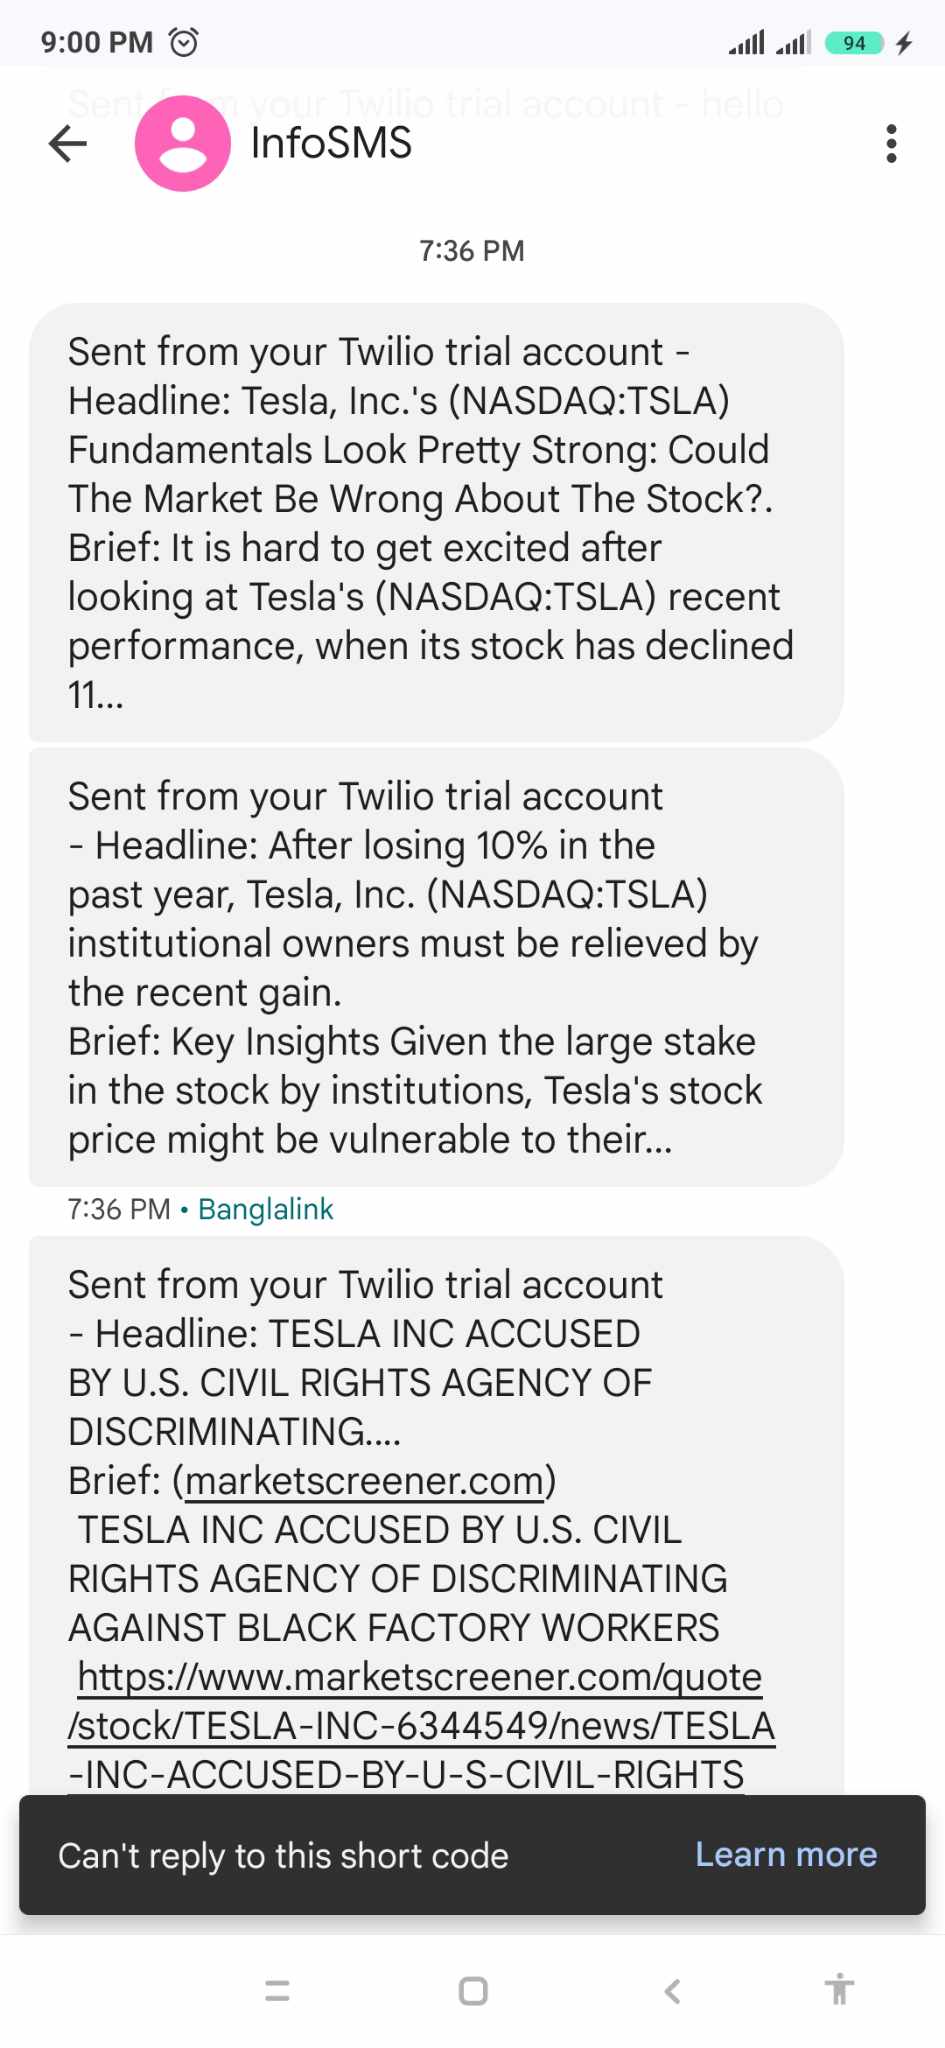 9:00 PM
94
Sent from your Twilio trial account - hello
InfoSMS
7:36 PM
Sent from your Twilio trial account -
Headline: Tesla, Inc.'s (NASDAQ:TSLA)
Fundamentals Look Pretty Strong: Could
The Market Be Wrong About The Stock?.
Brief: It is hard to get excited after
looking at Tesla's (NASDAQ:TSLA) recent
performance, when its stock has declined
11...
Sent from your Twilio trial account
- Headline: After losing 10% in the
past year, Tesla, Inc. (NASDAQ:TSLA)
institutional owners must be relieved by
the recent gain.
Brief: Key Insights Given the large stake
in the stock by institutions, Tesla's stock
price might be vulnerable to their...
7:36 PM • Banglalink
Sent from your Twilio trial account
- Headline: TESLA INC ACCUSED
BY U.S. CIVIL RIGHTS AGENCY OF
DISCRIMINATING....
Brief: (marketscreener.com)
TESLA INC ACCUSED BY U.S. CIVIL
RIGHTS AGENCY OF DISCRIMINATING
AGAINST BLACK FACTORY WORKERS
https://www.marketscreener.com/quote
/stock/TESLA-INC-6344549/news/TESLA
-INC-ACCUSED-BY-U-S-CIVIL-RIGHTS
Can't reply to this short code
Learn more